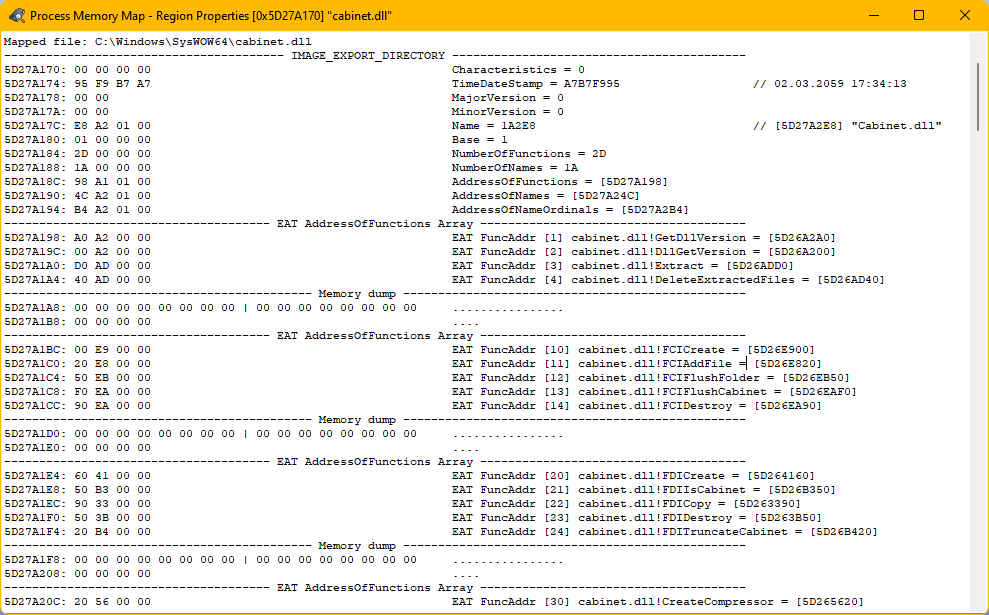 Process Memory Map - Region Properties [0x5D27A170] "cabinet.dll"
Mapped file: C:\Windows\SysWOW64\cabinet.dll
---------------------------------------- IMAGE_EXPORT_DIRECTORY ------------------------------------------
5D27A170: 00 00 00 00 Characteristics = 0
5D27A174: 95 F9 B7 A7 TimeDateStamp = A7B7F995 // 02.03.2059 17:34:13
5D27A178: 00 00 MajorVersion = 0
5D27A17A: 00 00 MinorVersion = 0
5D27A17C: E8 A2 01 00 Name = 1A2E8 // [5D27A2E8] "Cabinet.dll"
5D27A180: 01 00 00 00 Base = 1
5D27A184: 2D 00 00 00 NumberOfFunctions = 2D
5D27A188: 1A 00 00 00 NumberOfNames = 1A
5D27A18C: 98 A1 01 00 AddressOfFunctions = [5D27A198]
5D27A190: 4C A2 01 00 AddressOfNames = [5D27A24C]
5D27A194: B4 A2 01 00 AddressOfNameOrdinals = [5D27A2B4]
-------------------------------------- EAT AddressOfFunctions Array --------------------------------------
5D27A198: A0 A2 00 00 EAT FuncAddr [1] cabinet.dll!GetDllVersion = [5D26A2A0]
5D27A19C: 00 A2 00 00 EAT FuncAddr [2] cabinet.dll!DllGetVersion = [5D26A200]
5D27A1A0: D0 AD 00 00 EAT FuncAddr [3] cabinet.dll!Extract = [5D26ADD0]
5D27A1A4: 40 AD 00 00 EAT FuncAddr [4] cabinet.dll!DeleteExtractedFiles = [5D26AD40]
-------------------------------------------- Memory dump -------------------------------------------------
5D27A1A8: 00 00 00 00 00 00 00 00 | 00 00 00 00 00 00 00 00 ................
5D27A1B8: 00 00 00 00 ....
-------------------------------------- EAT AddressOfFunctions Array --------------------------------------
5D27A1BC: 00 E9 00 00 EAT FuncAddr [10] cabinet.dll!FCICreate = [5D26E900]
5D27A1C0: 20 E8 00 00 EAT FuncAddr [11] cabinet.dll!FCIAddFile = [5D26E820]
5D27A1C4: 50 EB 00 00 EAT FuncAddr [12] cabinet.dll!FCIFlushFolder = [5D26EB50]
5D27A1C8: F0 EA 00 00 EAT FuncAddr [13] cabinet.dll!FCIFlushCabinet = [5D26EAF0]
5D27A1CC: 90 EA 00 00 EAT FuncAddr [14] cabinet.dll!FCIDestroy = [5D26EA90]
-------------------------------------------- Memory dump -------------------------------------------------
5D27A1D0: 00 00 00 00 00 00 00 00 | 00 00 00 00 00 00 00 00 ................
5D27A1E0: 00 00 00 00 ....
-------------------------------------- EAT AddressOfFunctions Array --------------------------------------
5D27A1E4: 60 41 00 00 EAT FuncAddr [20] cabinet.dll!FDICreate = [5D264160]
5D27A1E8: 50 B3 00 00 EAT FuncAddr [21] cabinet.dll!FDIIsCabinet = [5D26B350]
5D27A1EC: 90 33 00 00 EAT FuncAddr [22] cabinet.dll!FDICopy = [5D263390]
5D27A1F0: 50 3B 00 00 EAT FuncAddr [23] cabinet.dll!FDIDestroy = [5D263B50]
5D27A1F4: 20 B4 00 00 EAT FuncAddr [24] cabinet.dll!FDITruncateCabinet = [5D26B420]
-------------------------------------------- Memory dump -------------------------------------------------
5D27A1F8: 00 00 00 00 00 00 00 00 | 00 00 00 00 00 00 00 00 ................
5D27A208: 00 00 00 00 ....
-------------------------------------- EAT AddressOfFunctions Array --------------------------------------
5D27A20C: 20 56 00 00 EAT FuncAddr [30] cabinet.dll!CreateCompressor = [5D265620]